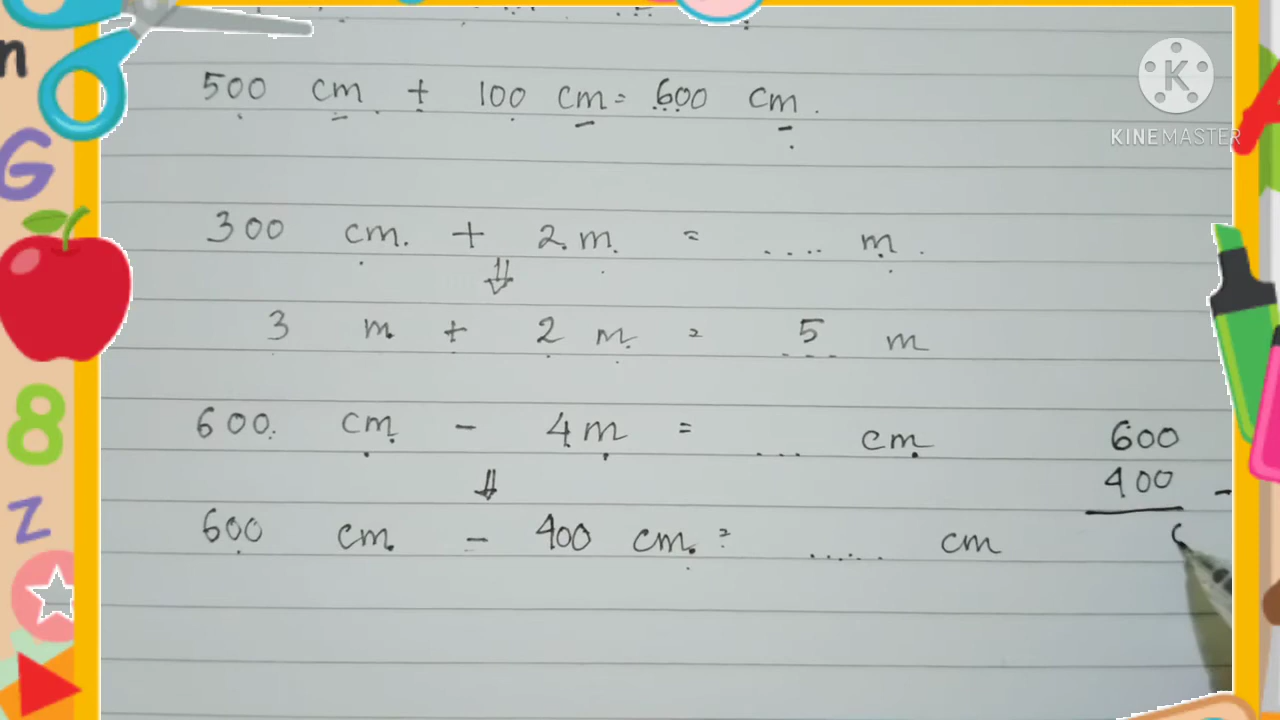 500 cm + 100 cm = 600 cm.
300 cm. + 2 m. = .... m.
3 m + 2 m = 5 m
600 cm - 4 m = ... cm 600
400 -
600 cm - 400 cm = ..... cm
KINEMASTER
K
n
G
8
Z
A